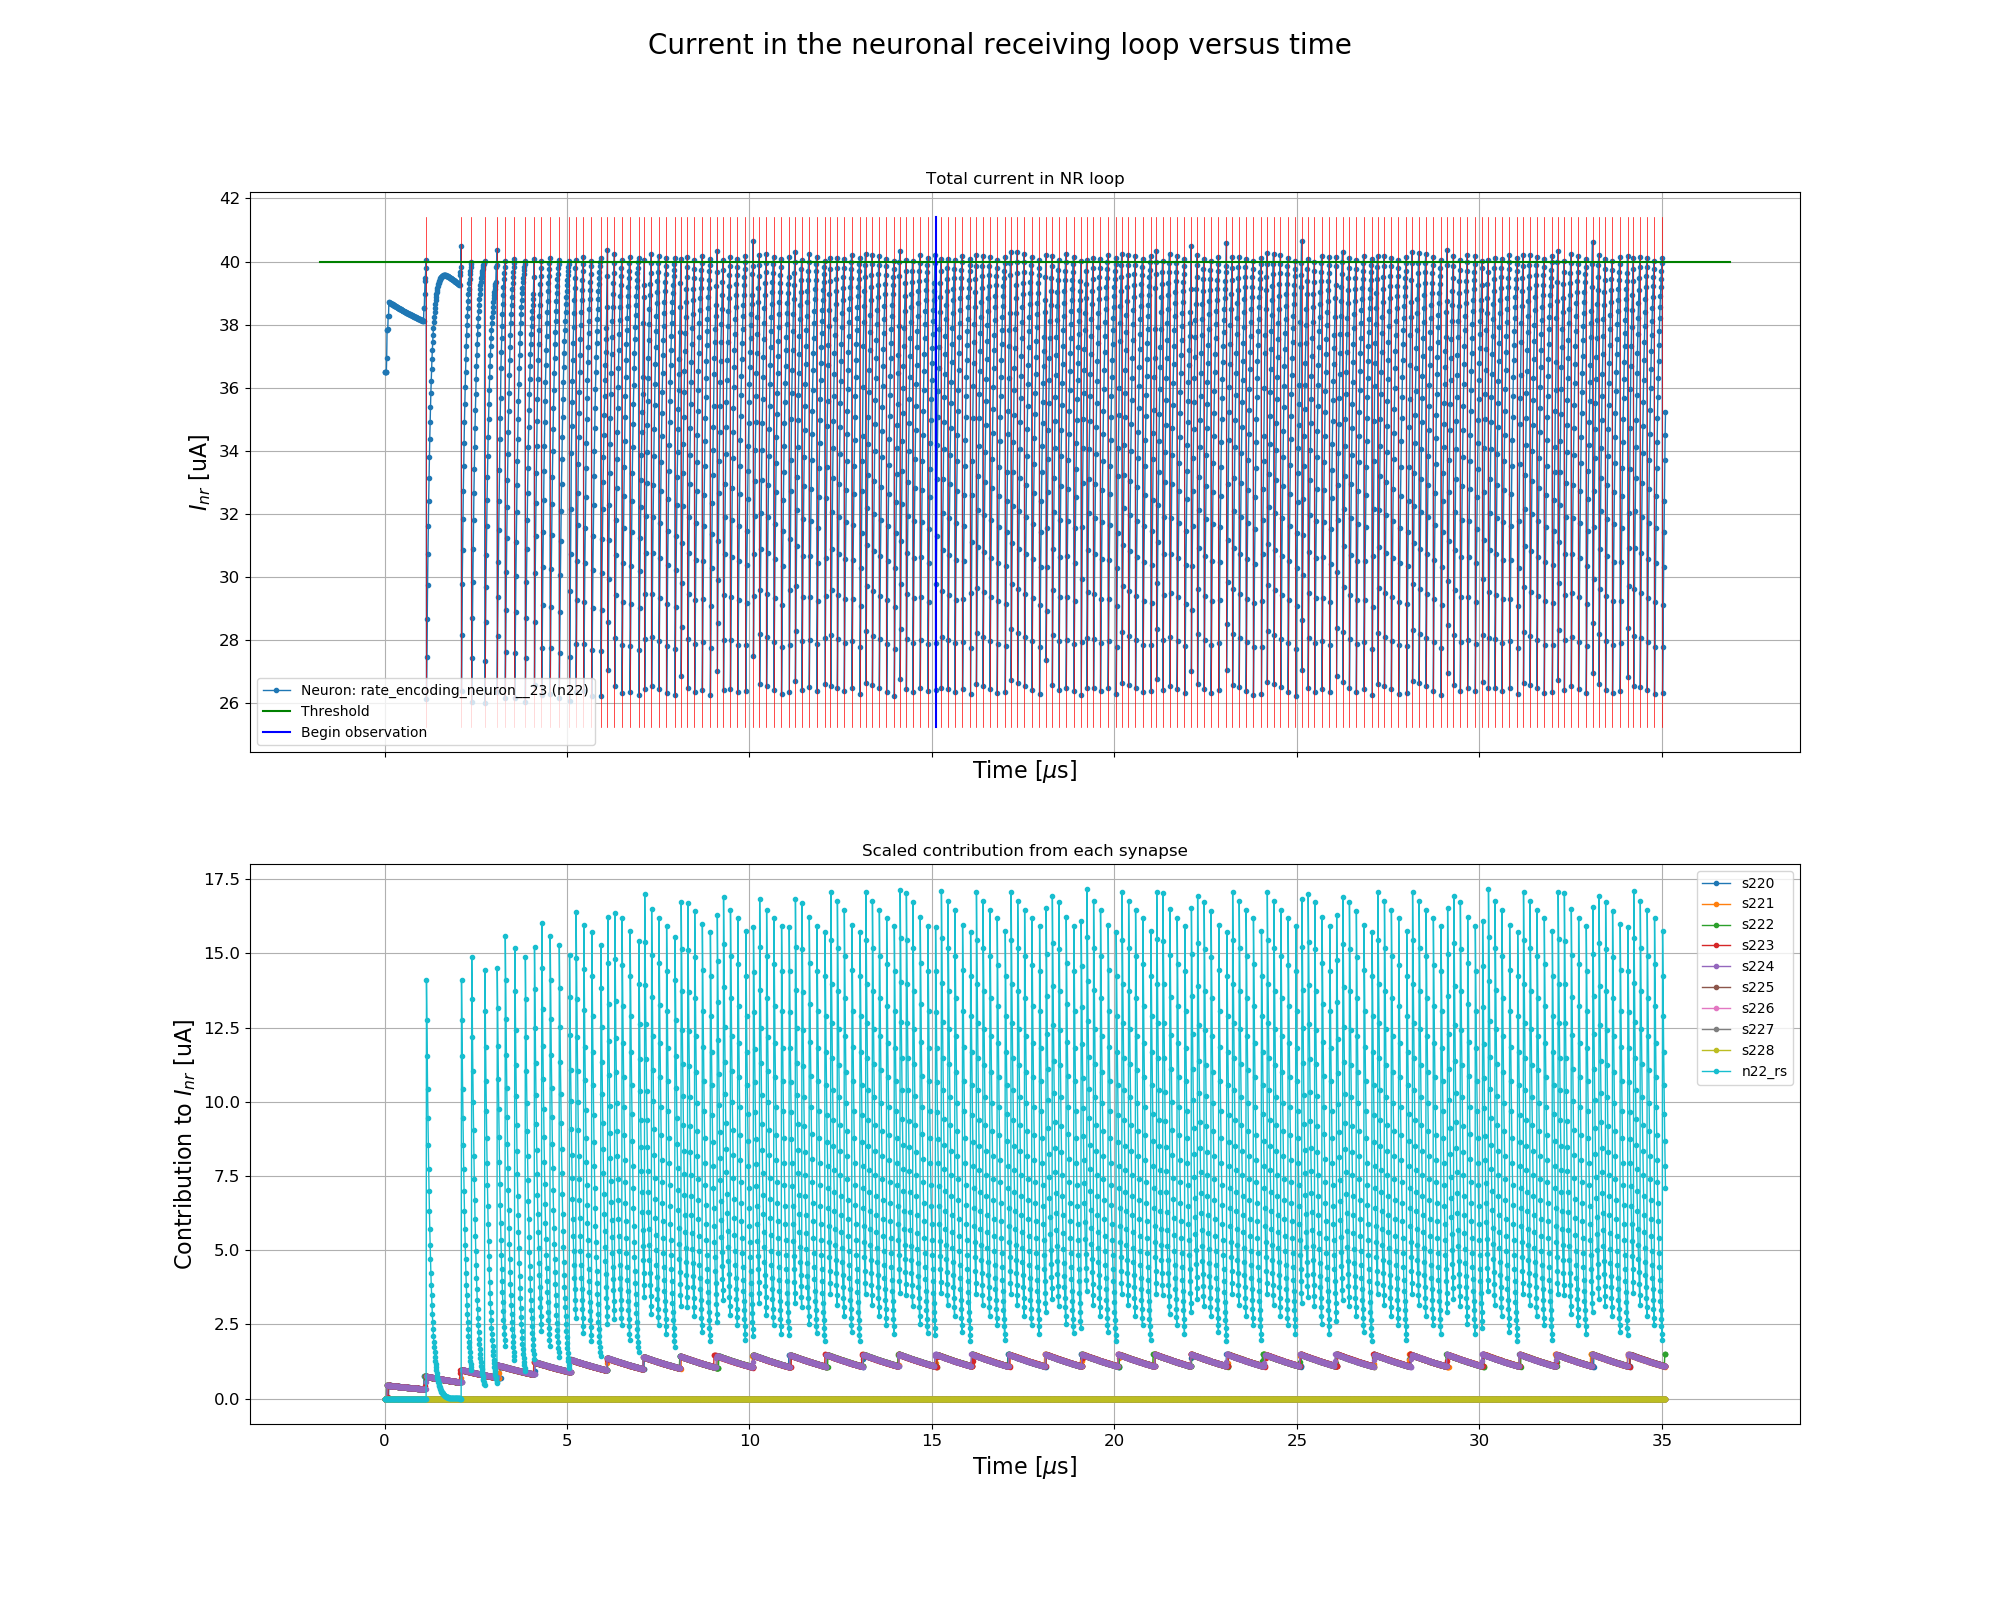 Current in the neuronal receiving loop versus time
Total current in NR loop
42
40
38
36
34
32
30
28
26
I_nr [uA]
Neuron: rate_encoding_neuron__23 (n22)
Threshold
Begin observation
Time [μs]
Scaled contribution from each synapse
17.5
15.0
12.5
10.0
7.5
5.0
2.5
0.0
Contribution to I_nr [uA]
s220
s221
s222
s223
s224
s225
s226
s227
s228
n22_rs
0 5 10 15 20 25 30 35
Time [μs]